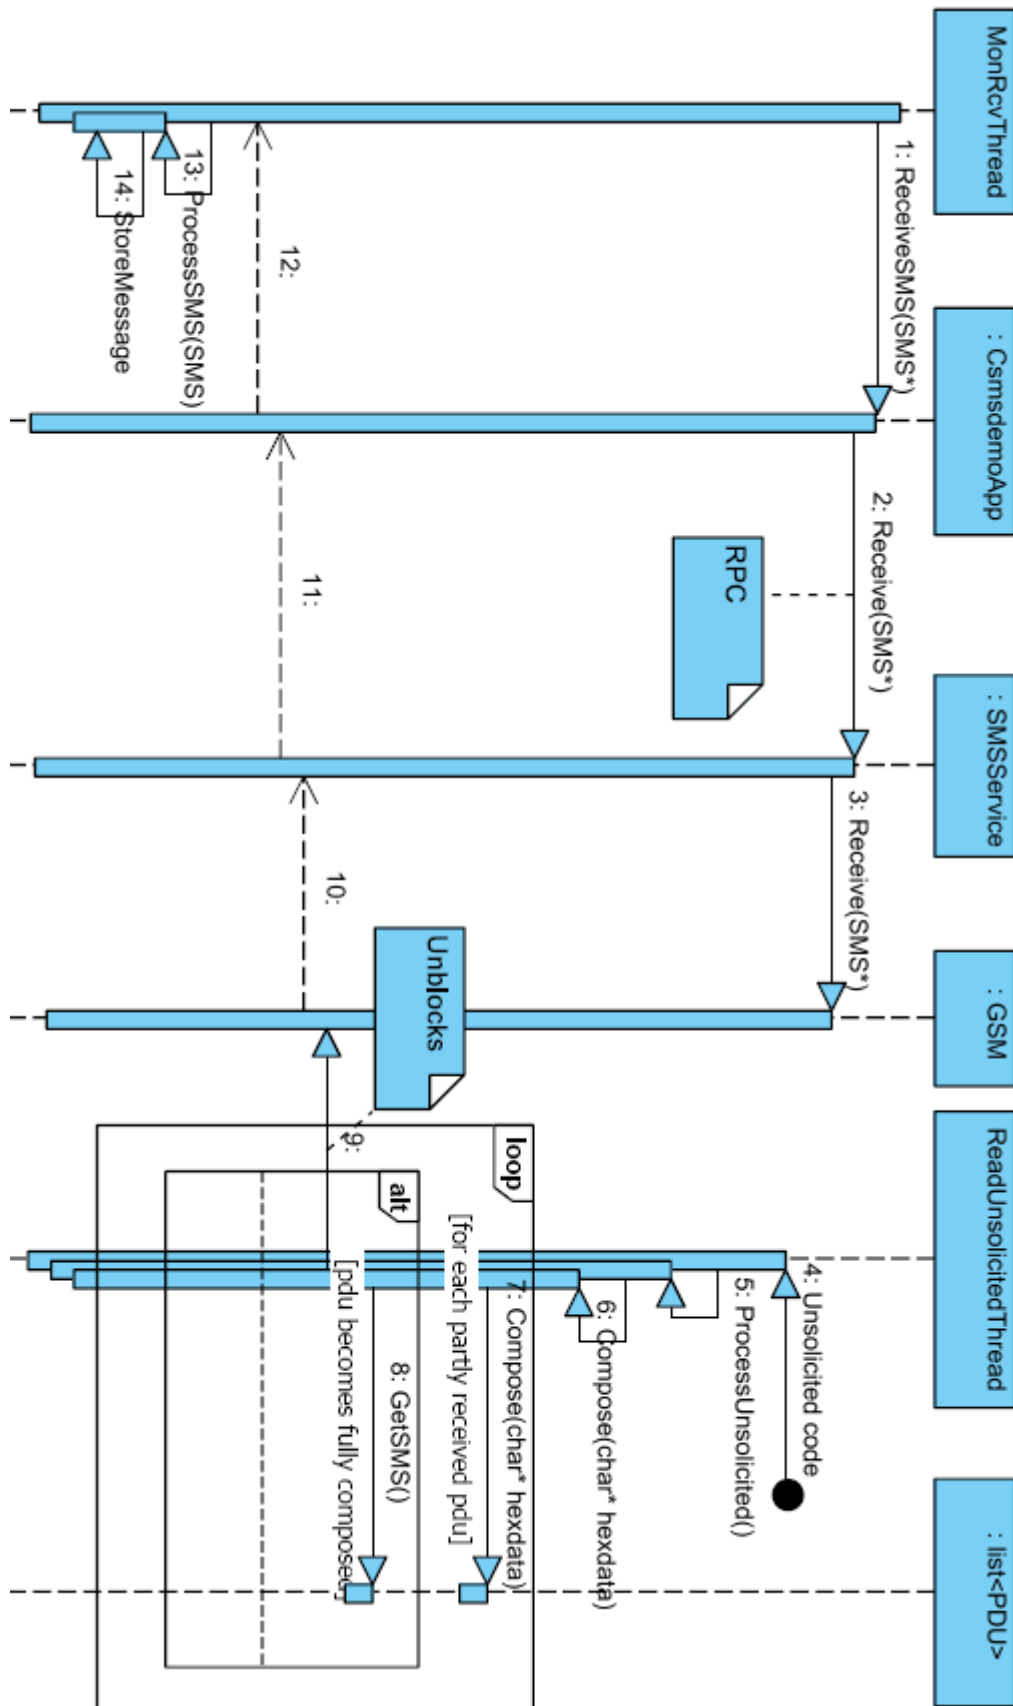 MonRcvThread
: CsmsdemoApp
: SMSService
: GSM
ReadUnsolicitedThread
: list<PDU>
1: ReceiveSMS(SMS*)
2: Receive(SMS*)
RPC
3: Receive(SMS*)
4: Unsolicited code
5: ProcessUnsolicited()
6: Compose(char* hexdata)
loop
[for each partly received pdu]
7: Compose(char* hexdata)
alt
[pdu becomes fully composed]
8: GetSMS()
9:
Unblocks
10:
11:
12:
13: ProcessSMS(SMS)
14: StoreMessage